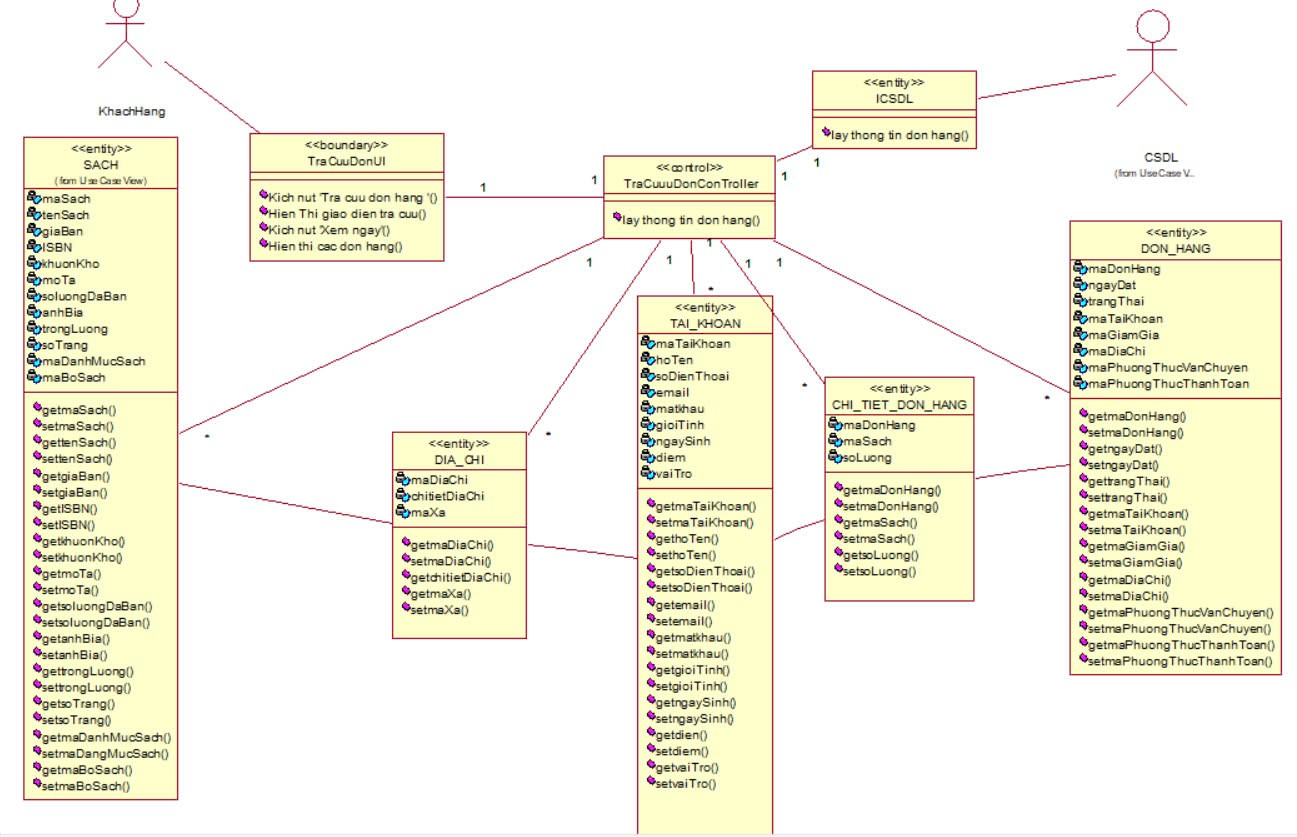 KhachHang
<<entity>>
SACH
(from Use Case View)
maSach
tenSach
giaBan
ISBN
khuonKho
moTa
soluongDaBan
anhBia
trongLuong
soTrang
maDanhMucSach
maBoSach
getmaSach()
setmaSach()
gettenSach()
settenSach()
getgiaBan()
setgiaBan()
getISBN()
setISBN()
getkhuonKho()
setkhuonKho()
getmoTa()
setmoTa()
getsoluongDaBan()
setsoluongDaBan()
getanhBia()
setanhBia()
gettrongLuong()
settrongLuong()
getsoTrang()
setsoTrang()
getmaDanhMucSach()
setmaDangMucSach()
getmaBoSach()
setmaBoSach()
<<boundary>>
TraCuuDonUI
Kich nut 'Tra cuu don hang '()
Hien Thi giao dien tra cuu()
Kich nut 'Xem ngay'()
Hien thi cac don hang()
1
1
<<control>>
TraCuuuDonConTroller
lay thong tin don hang()
1
1
<<entity>>
ICSDL
lay thong tin don hang()
CSDL
(from UseCase V...
1
1
1
1
1
*
*
*
*
*
<<entity>>
DIA_CHI
maDiaChi
chitietDiaChi
maXa
getmaDiaChi()
setmaDiaChi()
getchitietDiaChi()
getmaXa()
setmaXa()
<<entity>>
TAI_KHOAN
maTaiKhoan
hoTen
soDienThoai
email
matkhau
gioiTinh
ngaySinh
diem
vaiTro
getmaTaiKhoan()
setmaTaiKhoan()
gethoTen()
sethoTen()
getsoDienThoai()
setsoDienThoai()
getemail()
setemail()
getmatkhau()
setmatkhau()
getgioiTinh()
setgioiTinh()
getngaySinh()
setngaySinh()
getdien()
setdiem()
getvaiTro()
setvaiTro()
<<entity>>
CHI_TIET_DON_HANG
maDonHang
maSach
soLuong
getmaDonHang()
setmaDonHang()
getmaSach()
setmaSach()
getsoLuong()
setsoLuong()
<<entity>>
DON_HANG
maDonHang
ngayDat
trangThai
maTaiKhoan
maGiamGia
maDiaChi
maPhuongThucVanChuyen
maPhuongThucThanhToan
getmaDonHang()
setmaDonHang()
getngayDat()
setngayDat()
gettrangThai()
settrangThai()
getmaTaiKhoan()
setmaTaiKhoan()
getmaGiamGia()
setmaGiamGia()
getmaDiaChi()
setmaDiaChi()
getmaPhuongThucVanChuyen()
setmaPhuongThucVanChuyen()
getmaPhuongThucThanhToan()
setmaPhuongThucThanhToan()